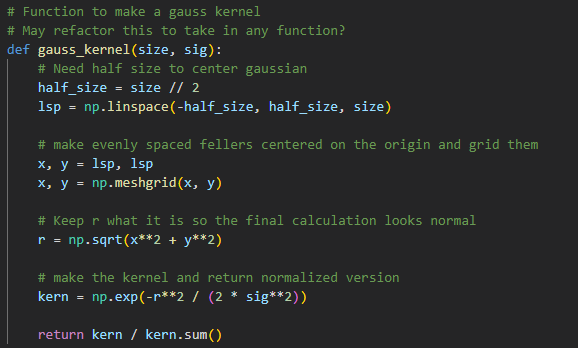 # Function to make a gauss kernel
# May refactor this to take in any function?
def gauss_kernel(size, sig):
    # Need half size to center gaussian
    half_size = size // 2
    lsp = np.linspace(-half_size, half_size, size)

    # make evenly spaced fellers centered on the origin and grid them
    x, y = lsp, lsp
    x, y = np.meshgrid(x, y)

    # Keep r what it is so the final calculation looks normal
    r = np.sqrt(x**2 + y**2)

    # make the kernel and return normalized version
    kern = np.exp(-r**2 / (2 * sig**2))

    return kern / kern.sum()